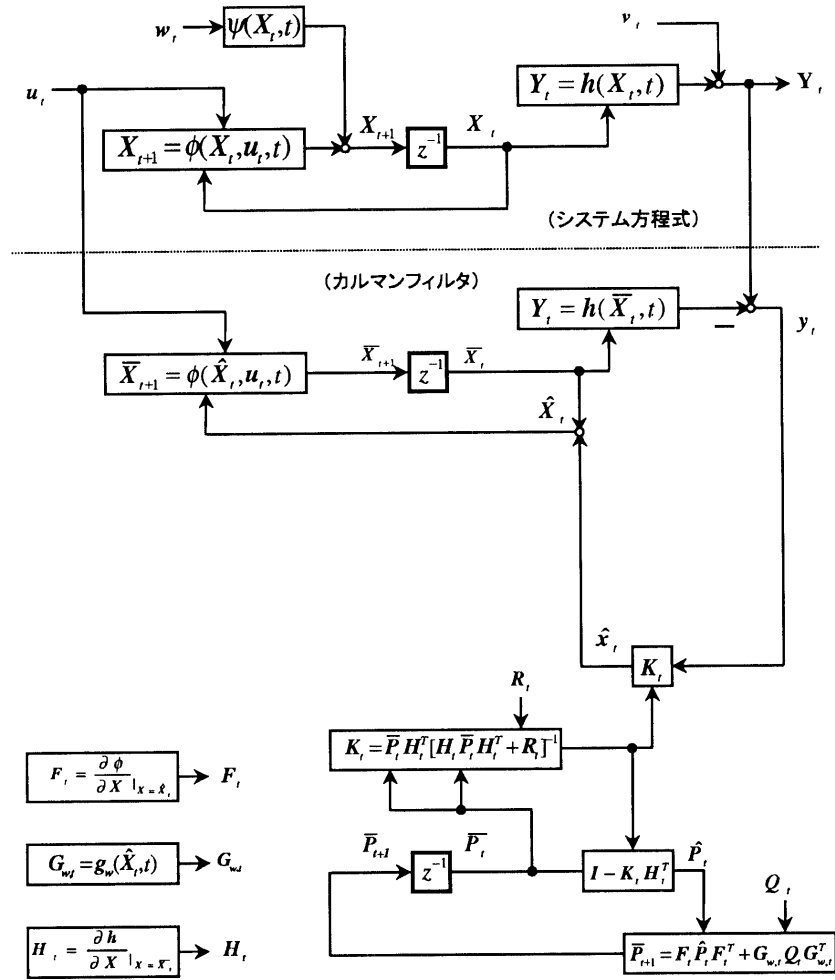 w_t
ψ(X_t,t)
v_t
u_t
Y_t = h(X_t,t)
Y_t
X_{t+1} = ϕ(X_t,u_t,t)
X_{t+1}
z^{-1}
X_t
(システム方程式)
(カルマンフィルタ)
Y_t = h(X̅_t,t)
−
y_t
X̅_{t+1} = ϕ(X̂_t,u_t,t)
X̅_{t+1}
z^{-1}
X̅_t
X̂_t
x̂_t
K_t
R_t
K_t = P̅_t H_t^T [H_t P̅_t H_t^T + R_t]^{-1}
F_t = ∂ϕ/∂X |_{X = X̂_t}
F_t
P̅_{t+1}
z^{-1}
P̅_t
I − K_t H_t^T
P̂_t
G_{w,t} = g_w(X̂_t,t)
G_{w,t}
Q_t
H_t = ∂h/∂X |_{X = X̅_t}
H_t
P̅_{t+1} = F_t P̂_t F_t^T + G_{w,t} Q_t G_{w,t}^T